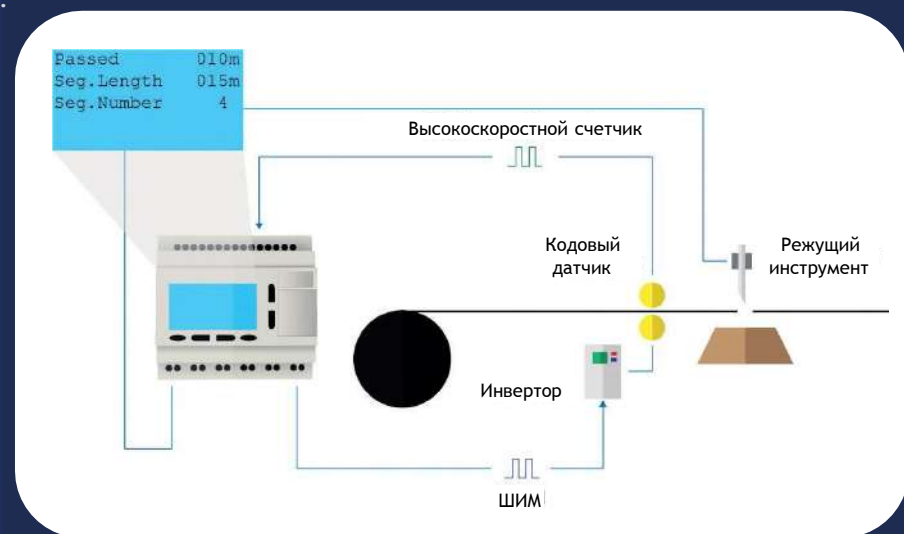 Passed 010m
Seg.Length 015m
Seg.Number 4
Высокоскоростной счетчик
Кодовый
датчик
Режущий
инструмент
Инвертор
ШИМ